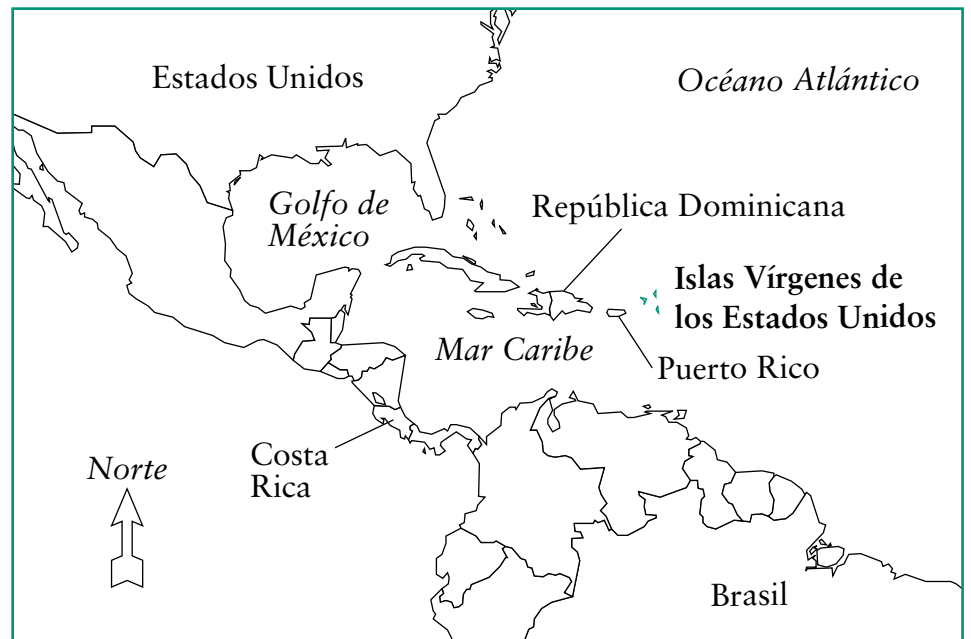 Estados Unidos
Océano Atlántico
Golfo de
México
República Dominicana
Islas Vírgenes de
los Estados Unidos
Mar Caribe
Puerto Rico
Costa
Rica
Norte
Brasil